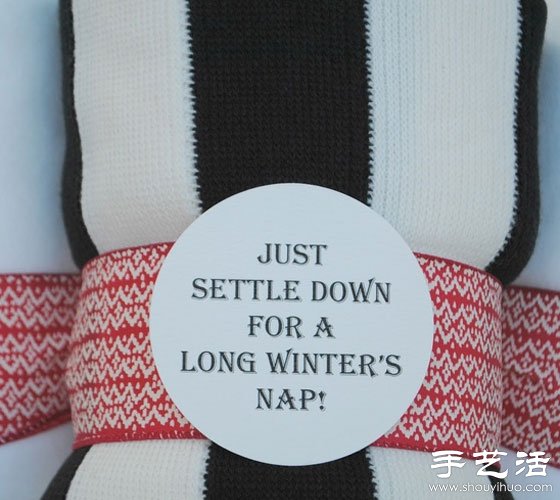 JUST
SETTLE DOWN
FOR A
LONG WINTER'S
NAP!
手艺活
www.shouyihuo.com